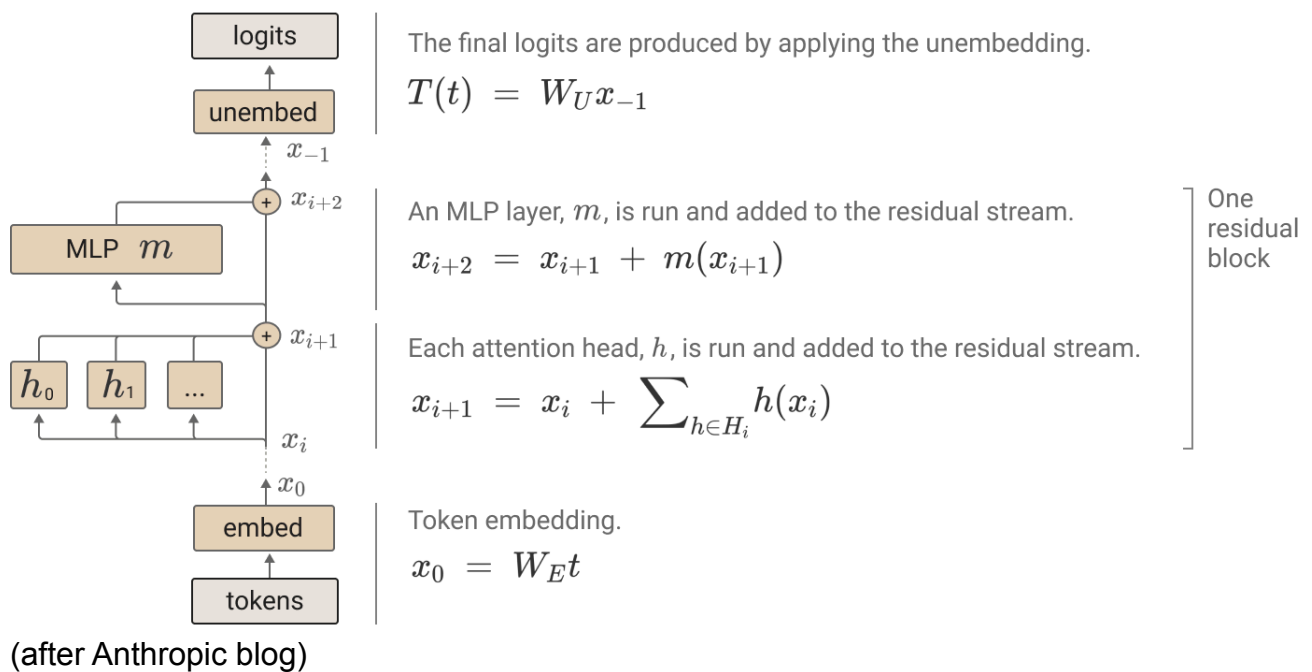 logits
The final logits are produced by applying the unembedding.
T(t) = W_U x_{−1}
unembed
x_{−1}
x_{i+2}
An MLP layer, m, is run and added to the residual stream.
One
residual
block
MLP m
x_{i+2} = x_{i+1} + m(x_{i+1})
x_{i+1}
Each attention head, h, is run and added to the residual stream.
h_0 h_1 ...
x_{i+1} = x_i + ∑_{h∈H_i} h(x_i)
x_i
x_0
embed
Token embedding.
x_0 = W_E t
tokens
(after Anthropic blog)